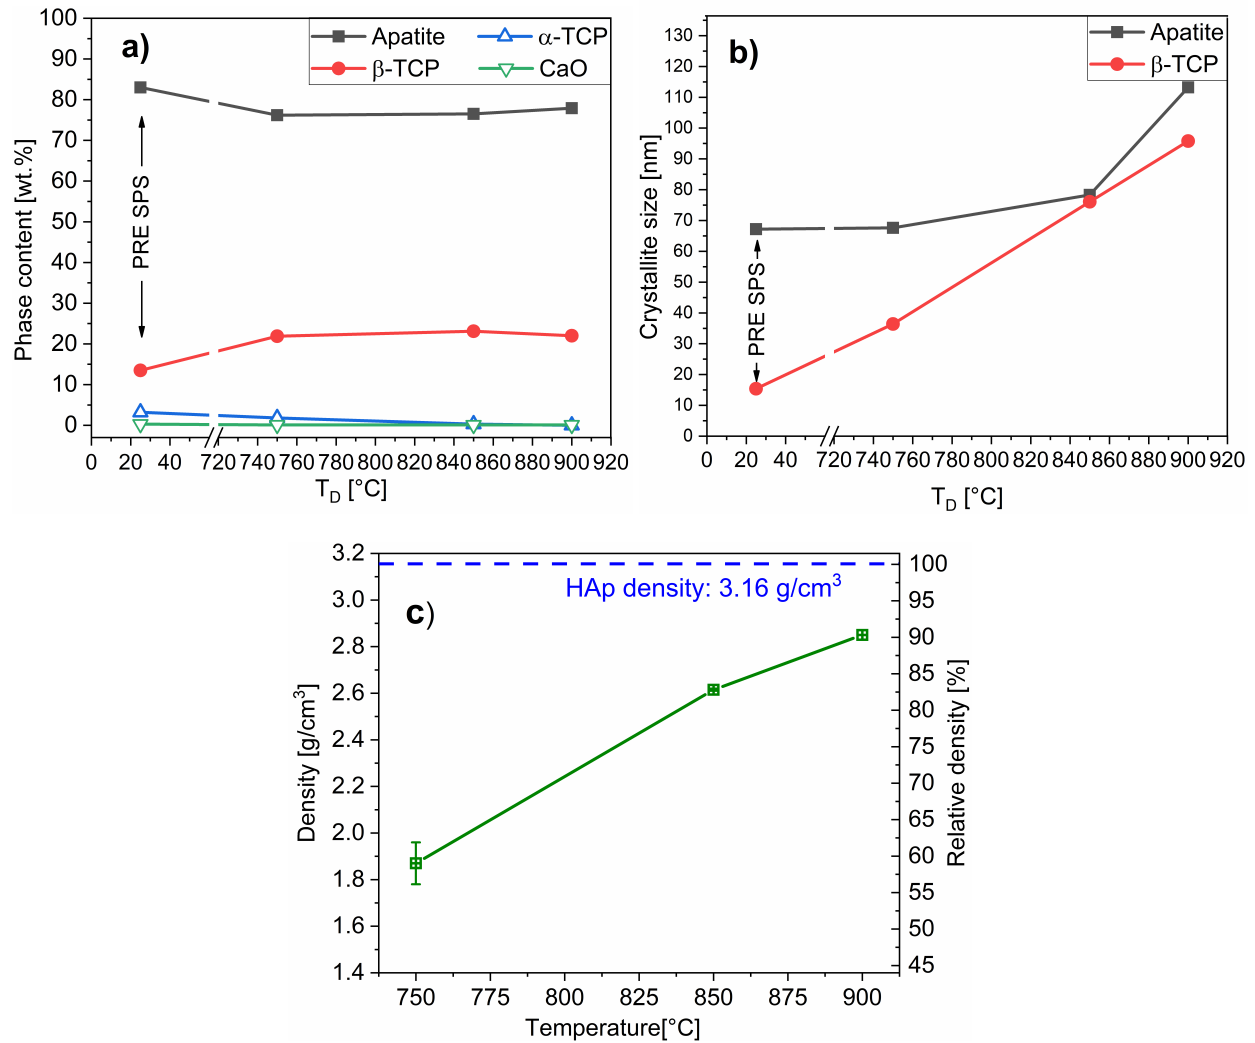 a)
Apatite
α-TCP
β-TCP
CaO
100
90
80
70
60
50
40
30
20
10
0
Phase content [wt.%]
PRE SPS
0 20 40 720 740 760 780 800 820 840 860 880 900 920
T_D [°C]
b)
Apatite
β-TCP
130
120
110
100
90
80
70
60
50
40
30
20
10
0
Crystallite size [nm]
PRE SPS
0 20 40 720 740 760 780 800 820 840 860 880 900 920
T_D [°C]
c)
HAp density: 3.16 g/cm³
3.2
3.0
2.8
2.6
2.4
2.2
2.0
1.8
1.6
1.4
Density [g/cm³]
100
95
90
85
80
75
70
65
60
55
50
45
Relative density [%]
750 775 800 825 850 875 900
Temperature[°C]